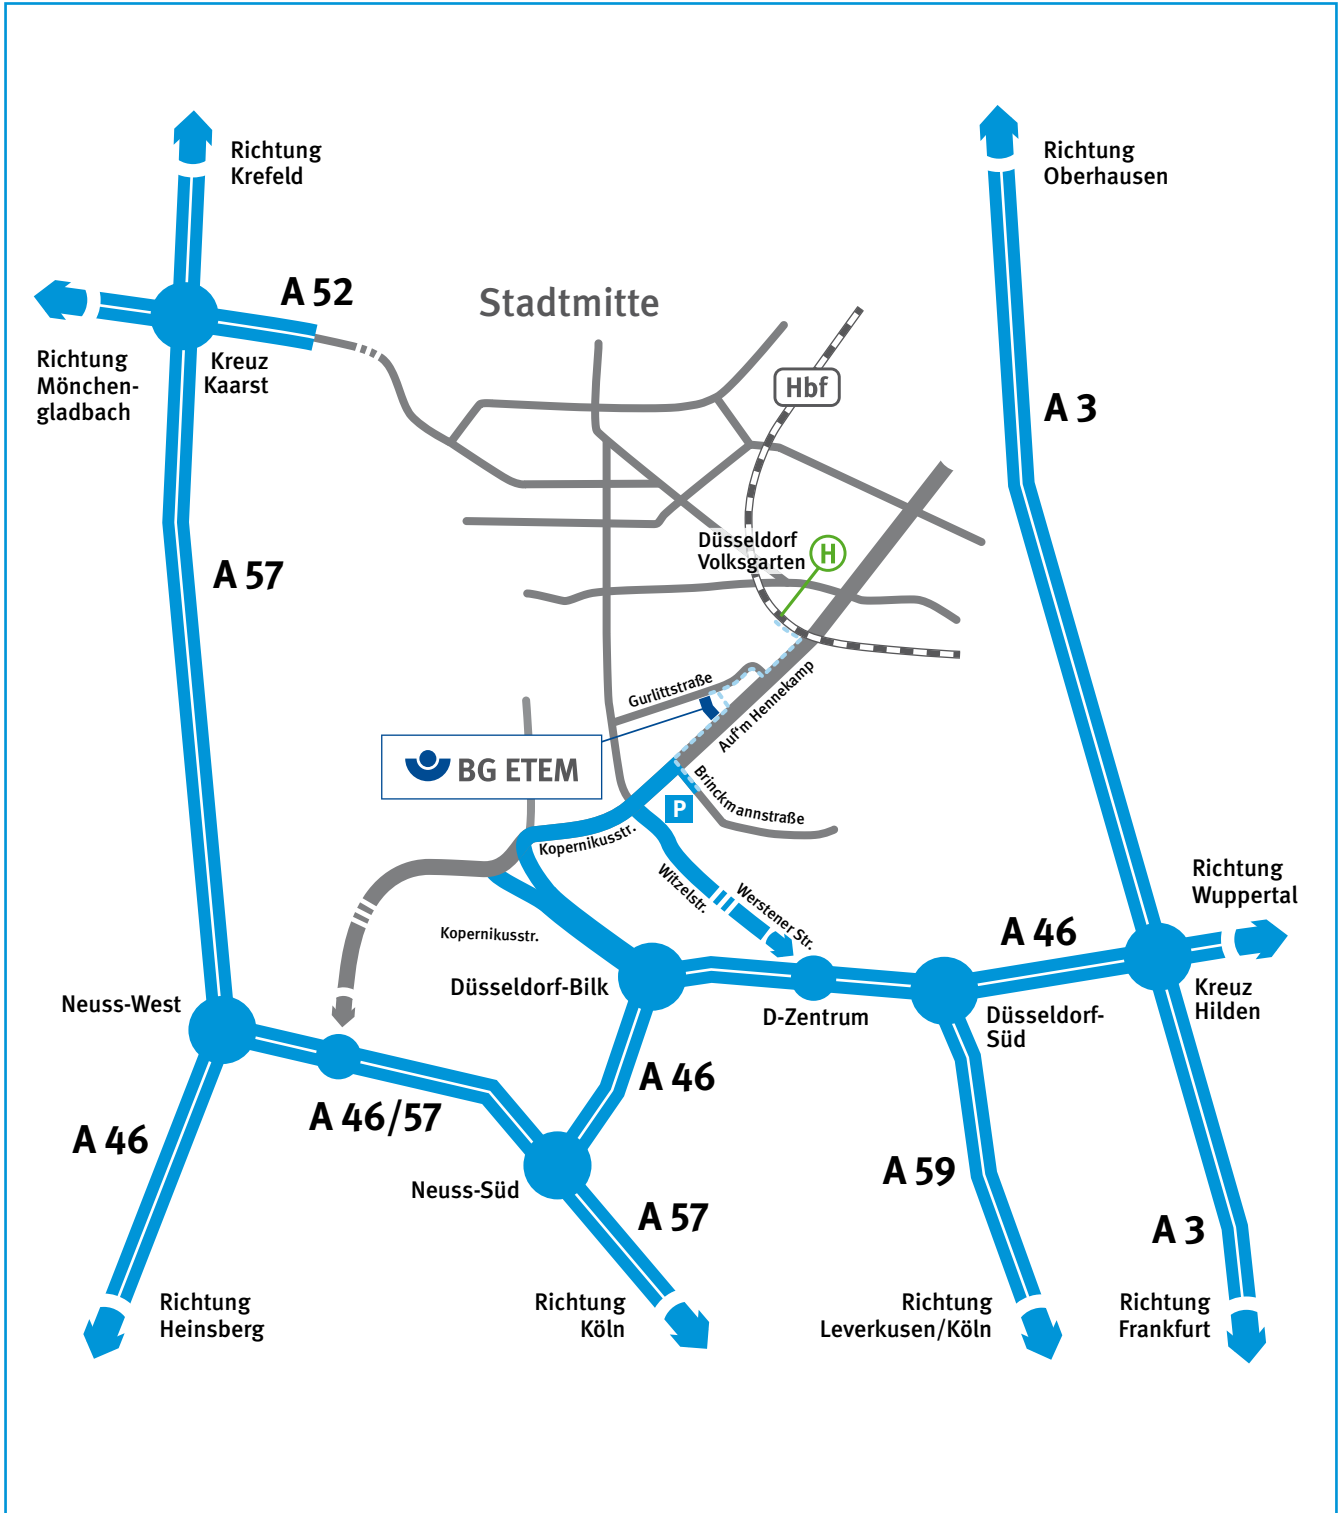 Richtung
Krefeld
Richtung
Oberhausen
A 52
Stadtmitte
Richtung
Mönchen-
gladbach
Kreuz
Kaarst
Hbf
A 3
Düsseldorf
Volksgarten
H
A 57
Gurlittstraße
Auf'm Hennekamp
BG ETEM
Brinckmannstraße
P
Kopernikusstr.
Witzelstr.
Werstener Str.
Richtung
Wuppertal
Kopernikusstr.
A 46
Neuss-West
Düsseldorf-Bilk
D-Zentrum
Düsseldorf-
Süd
Kreuz
Hilden
A 46
A 46/57
A 46
Neuss-Süd
A 59
A 57
A 3
Richtung
Heinsberg
Richtung
Köln
Richtung
Leverkusen/Köln
Richtung
Frankfurt